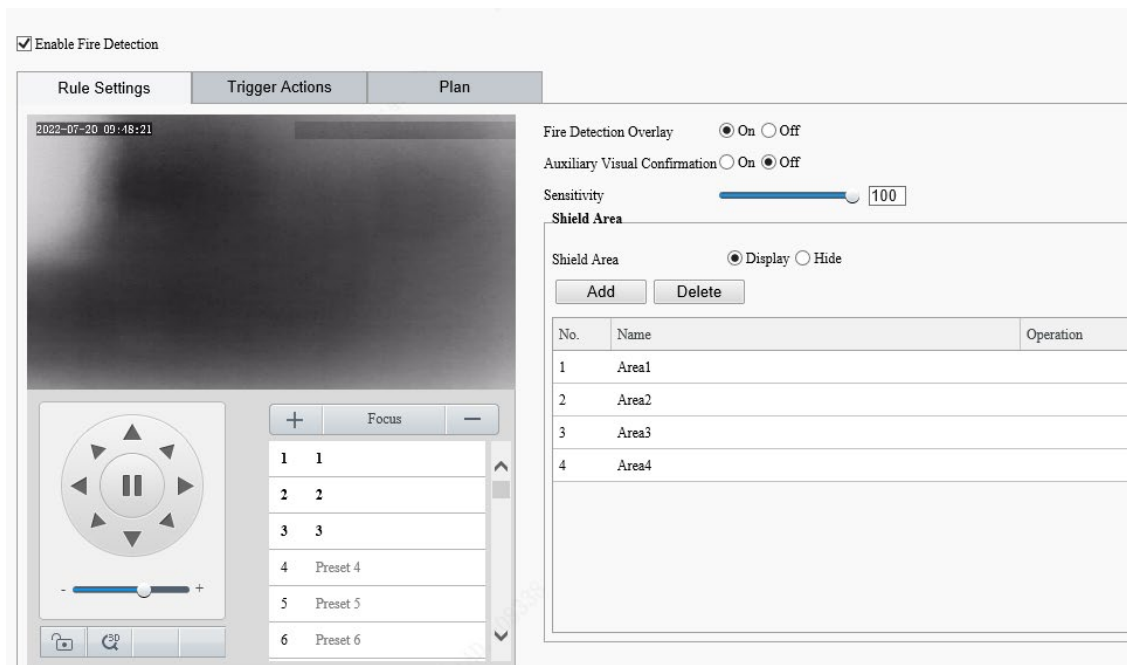 Enable Fire Detection
Rule Settings
Trigger Actions
Plan
2022-07-20 09:48:21
Fire Detection Overlay On Off
Auxiliary Visual Confirmation On Off
Sensitivity 100
Shield Area
Shield Area Display Hide
Add Delete
No. Name Operation
1 Area1
2 Area2
3 Area3
4 Area4
+ Focus −
1 1
2 2
3 3
4 Preset 4
5 Preset 5
6 Preset 6
- +
3D